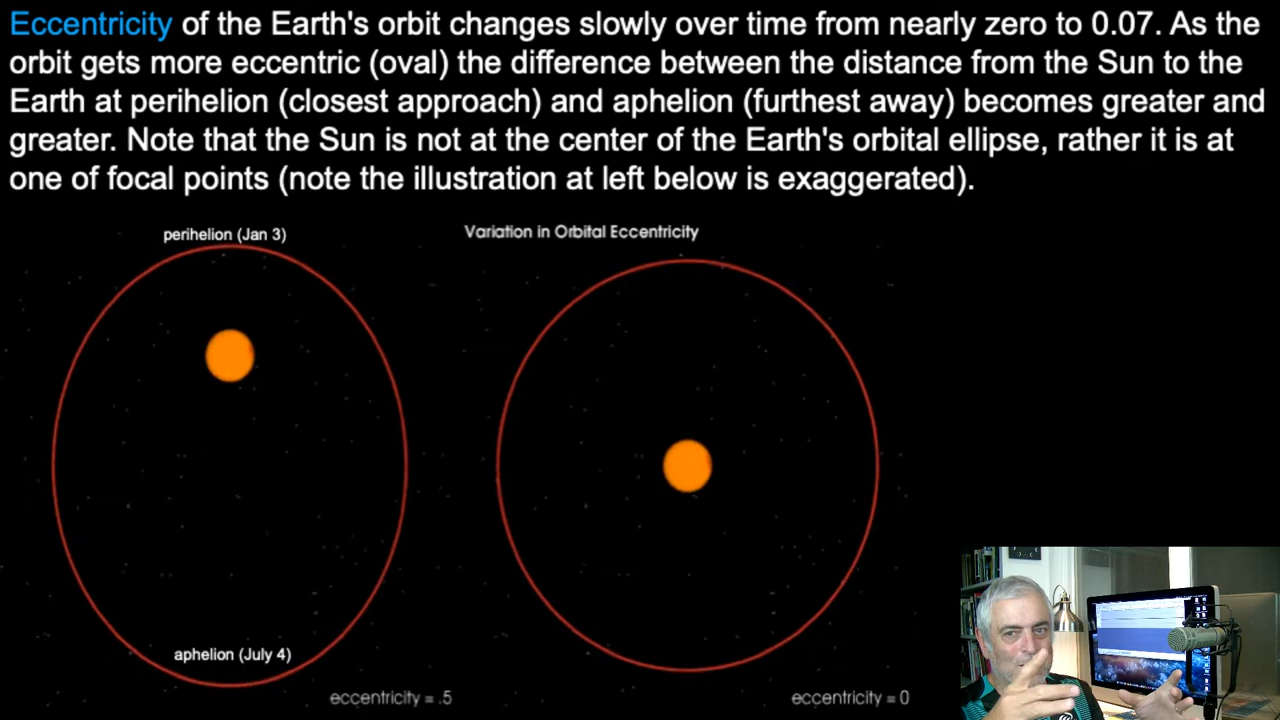 Eccentricity of the Earth's orbit changes slowly over time from nearly zero to 0.07. As the
orbit gets more eccentric (oval) the difference between the distance from the Sun to the
Earth at perihelion (closest approach) and aphelion (furthest away) becomes greater and
greater. Note that the Sun is not at the center of the Earth's orbital ellipse, rather it is at
one of focal points (note the illustration at left below is exaggerated).
perihelion (Jan 3)
Variation in Orbital Eccentricity
aphelion (July 4)
eccentricity = .5
eccentricity = 0